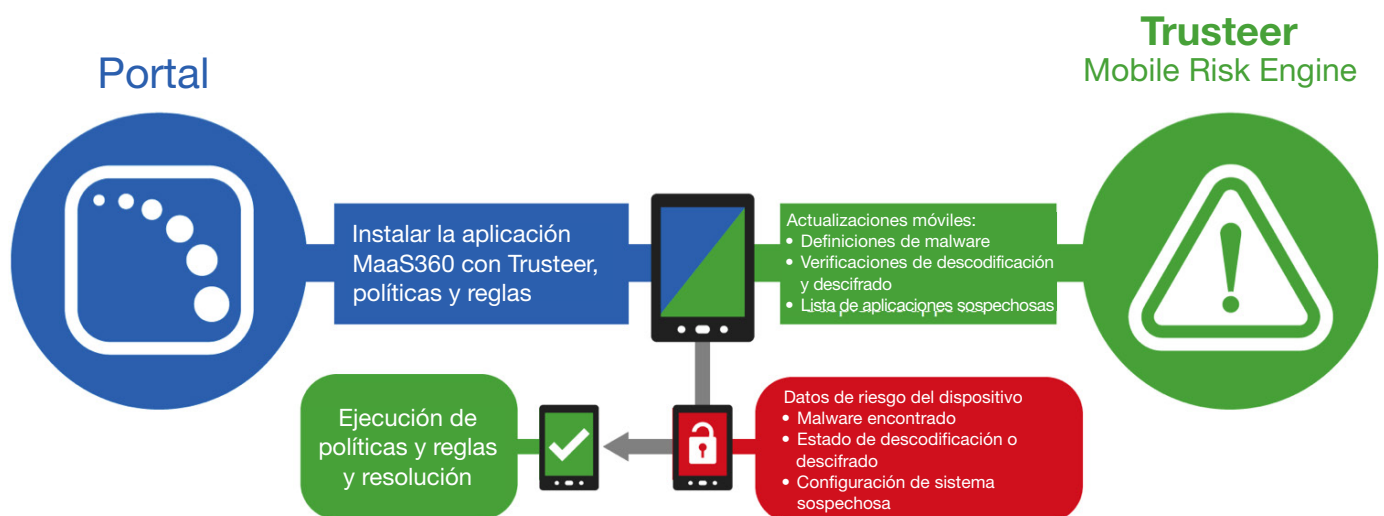 Portal
Trusteer
Mobile Risk Engine
Instalar la aplicación
MaaS360 con Trusteer,
políticas y reglas
Actualizaciones móviles:
• Definiciones de malware
• Verificaciones de descodificación
y descifrado
• Lista de aplicaciones sospechosas
Ejecución de
políticas y reglas
y resolución
Datos de riesgo del dispositivo
• Malware encontrado
• Estado de descodificación o
descifrado
• Configuración de sistema
sospechosa